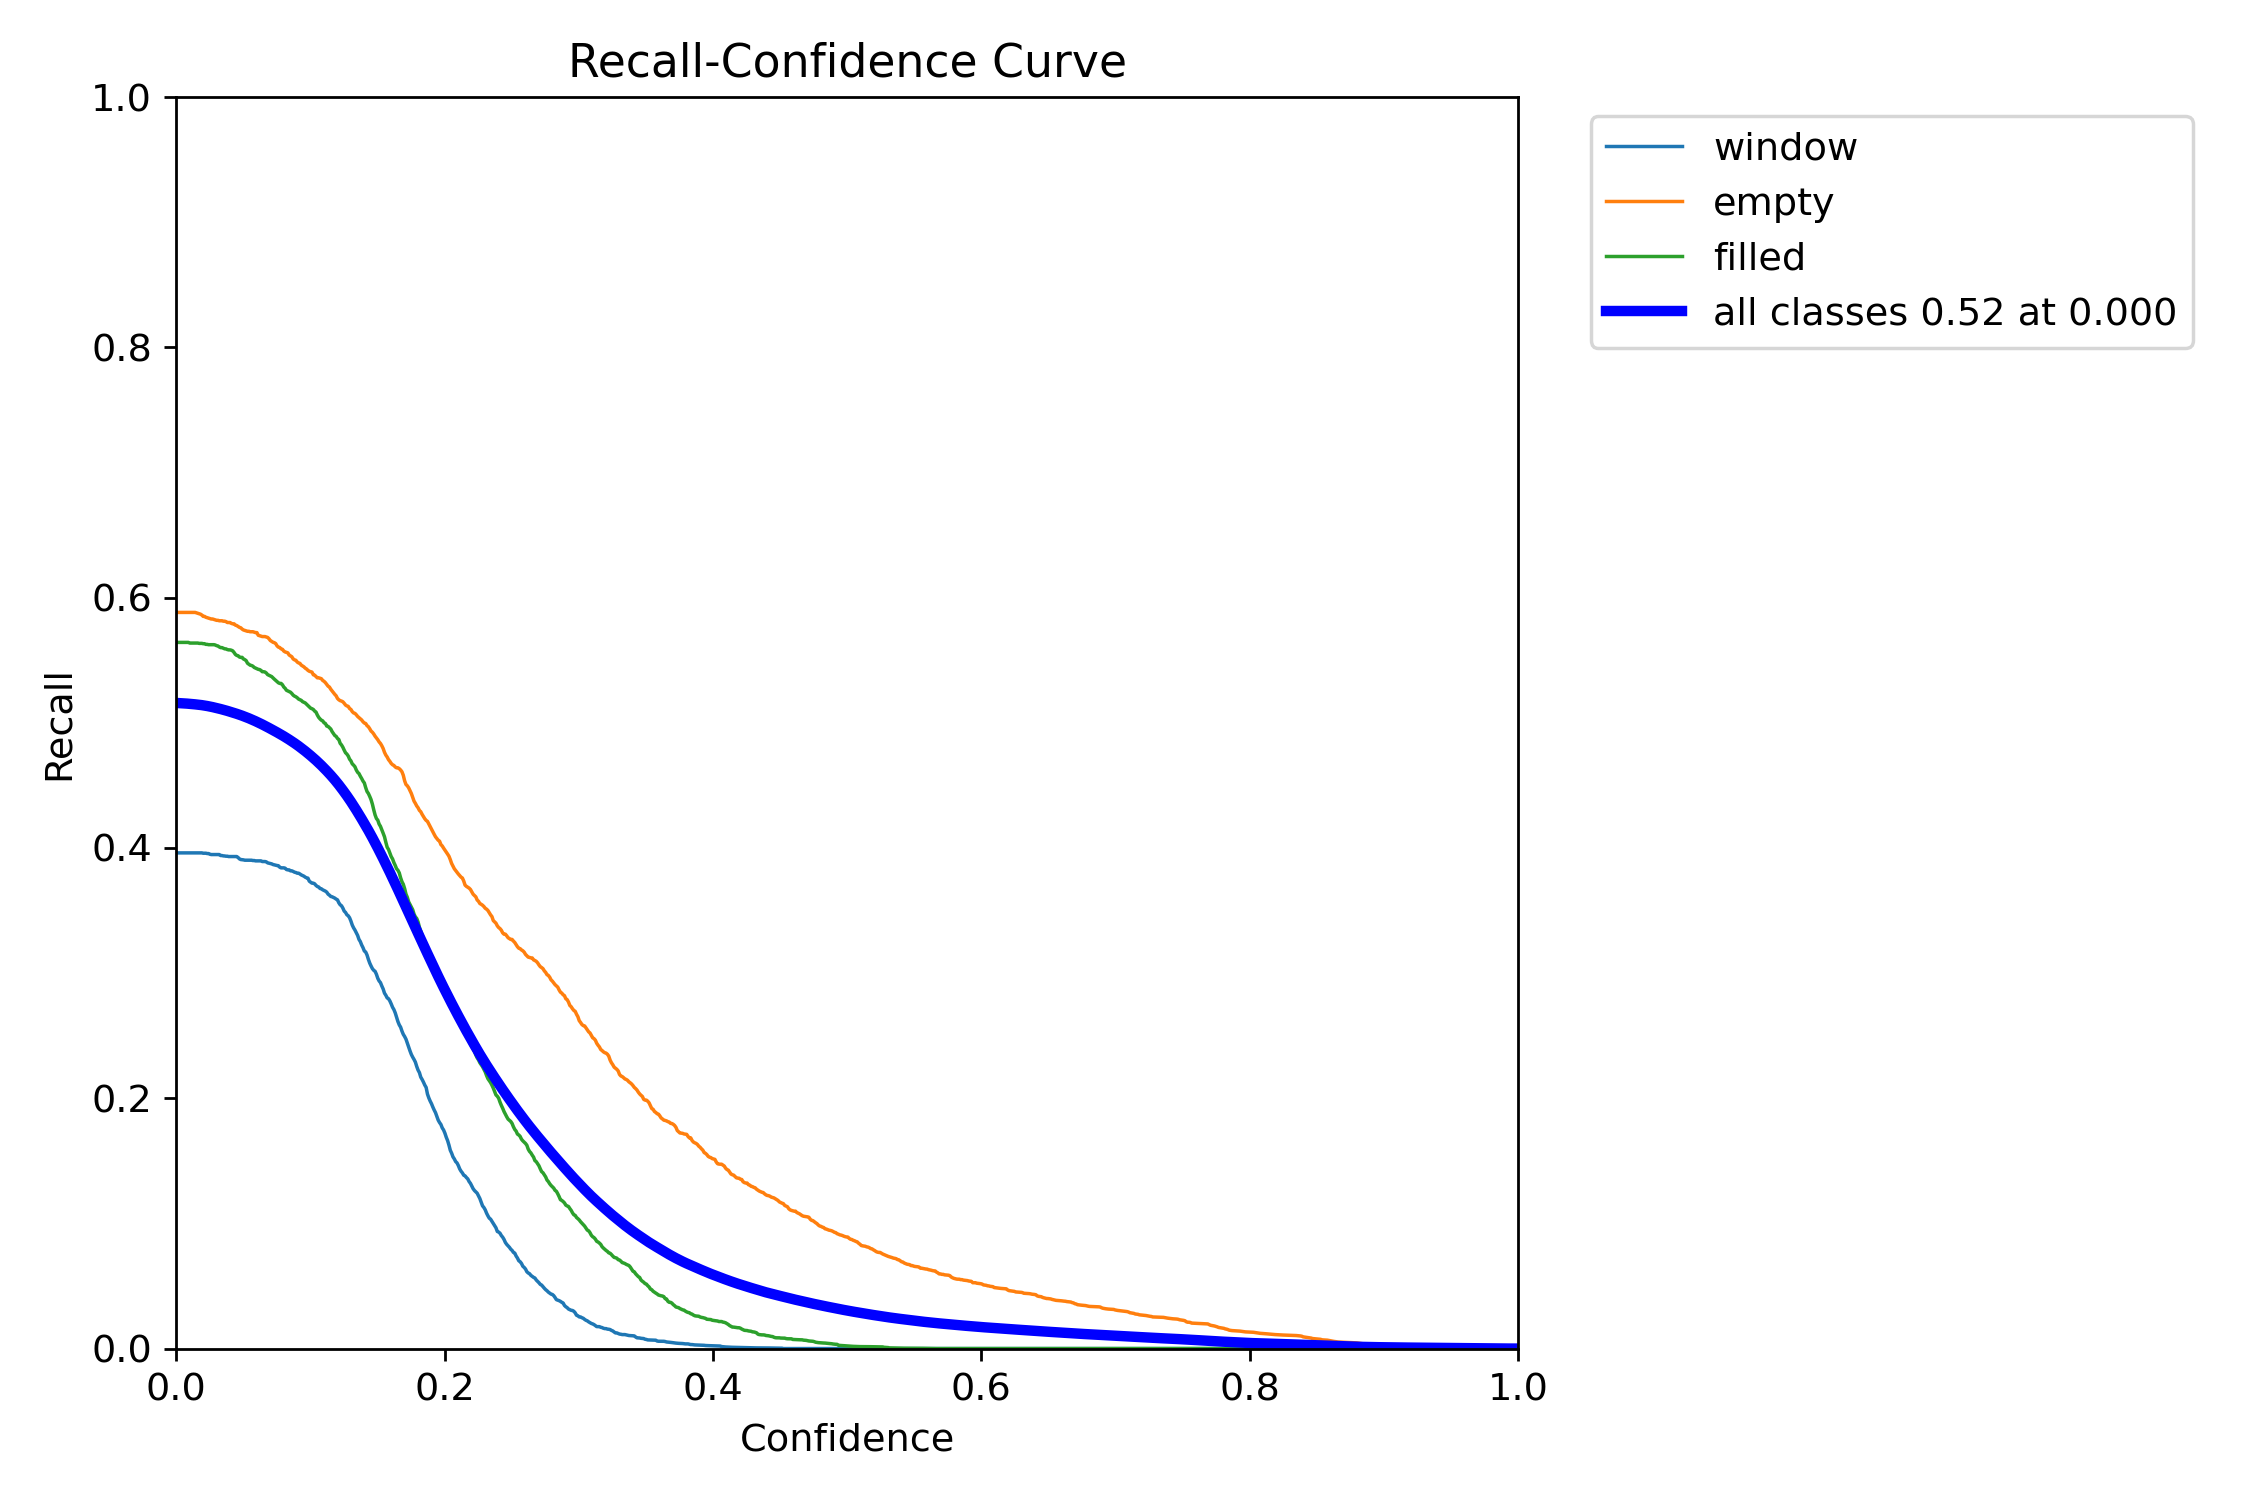 Recall-Confidence Curve
1.0
0.8
0.6
0.4
0.2
0.0
Recall
0.0 0.2 0.4 0.6 0.8 1.0
Confidence
window
empty
filled
all classes 0.52 at 0.000